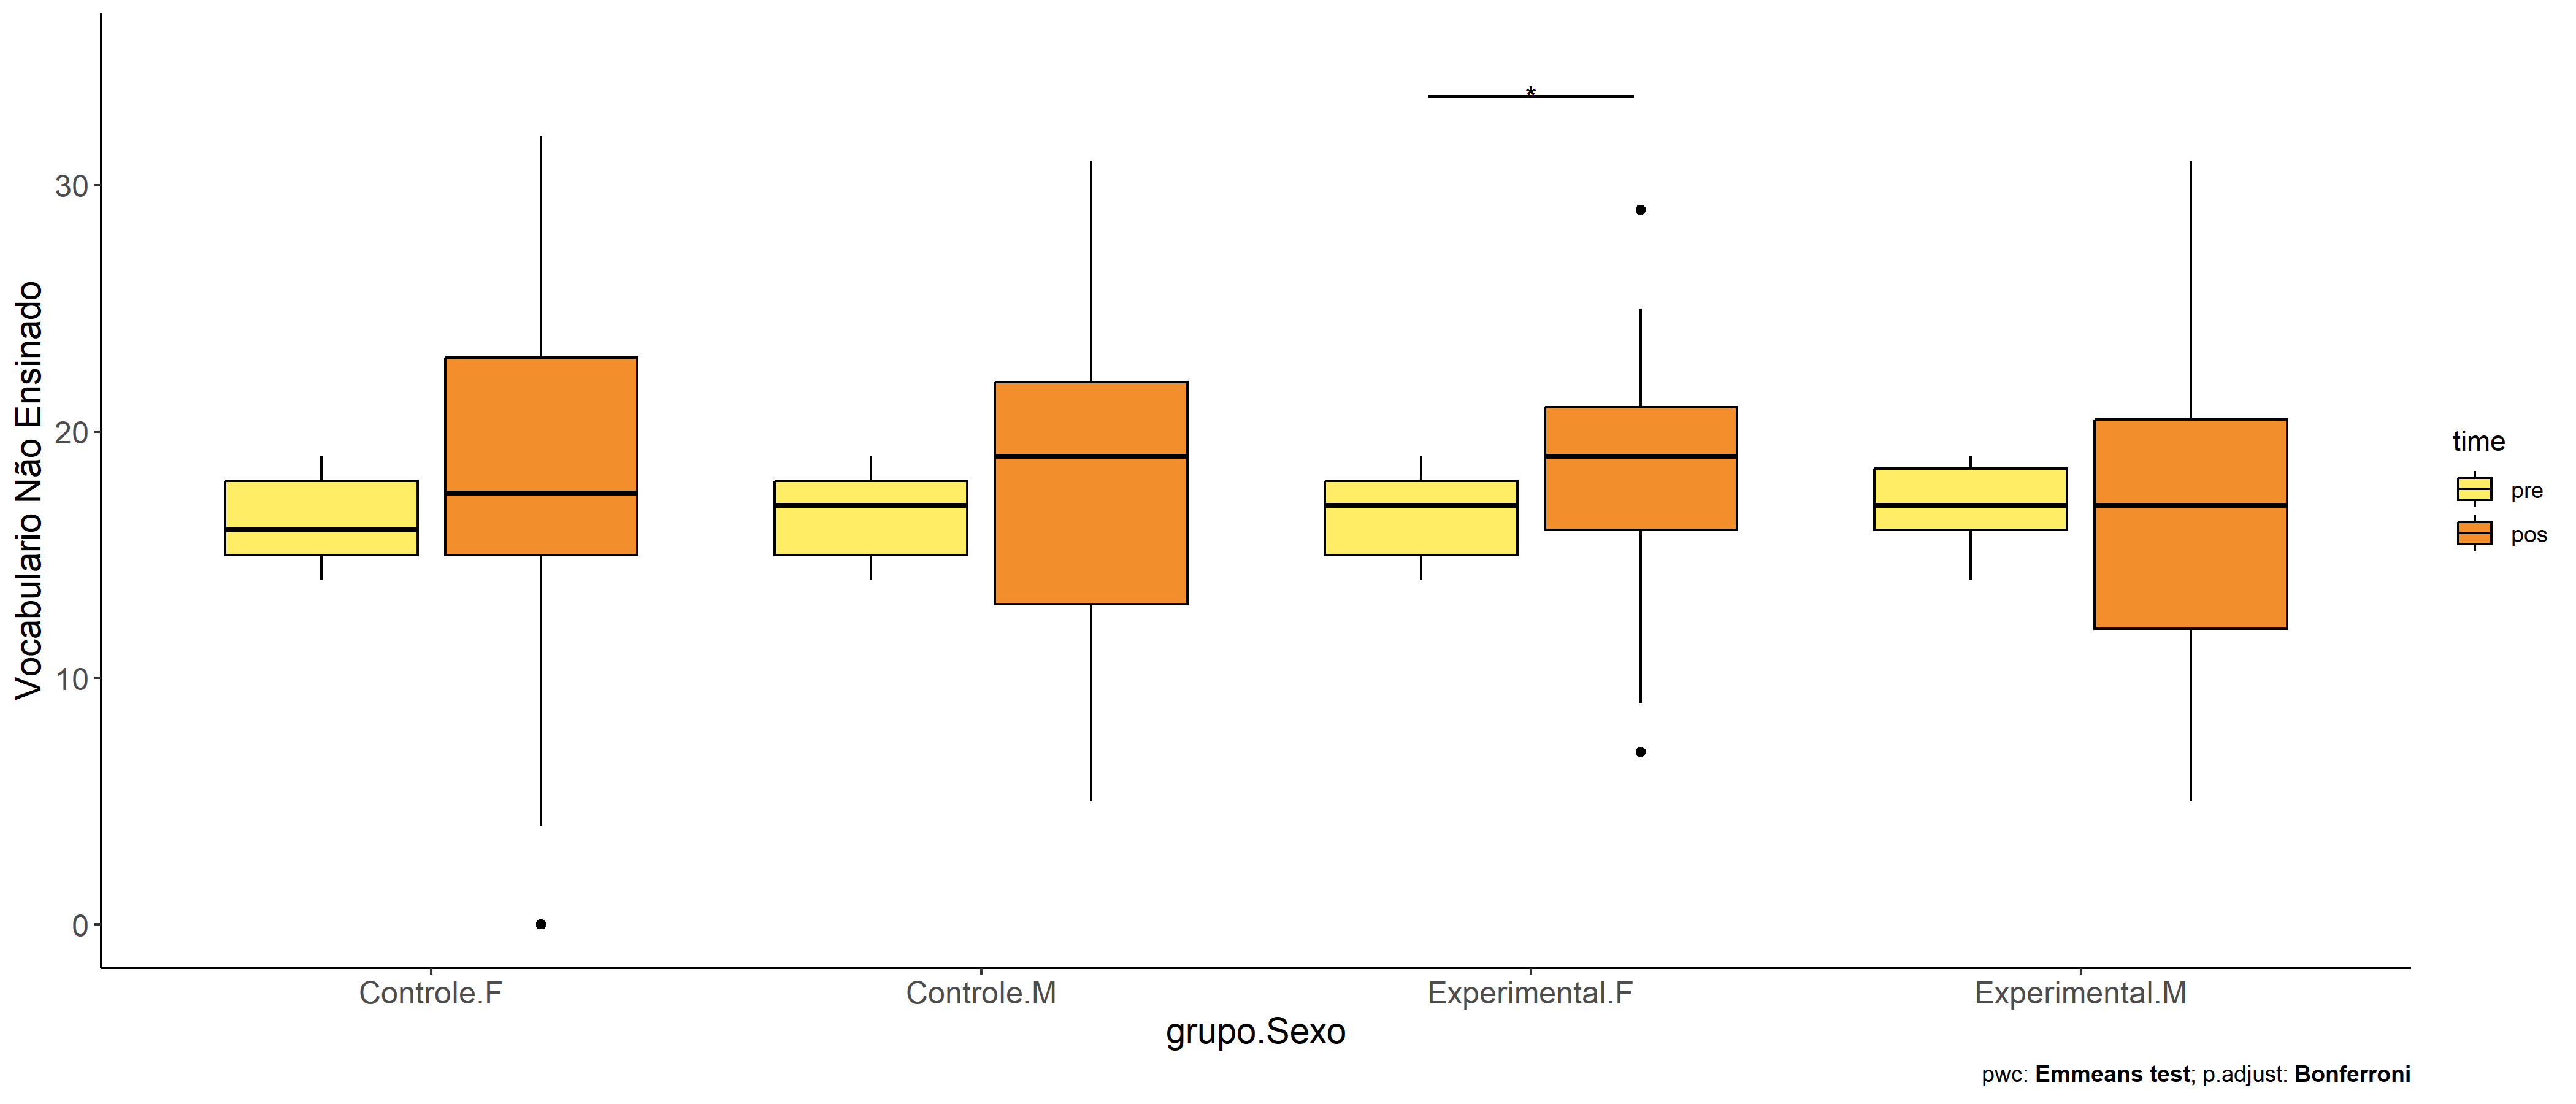 *
Vocabulario Não Ensinado
30
20
10
0
Controle.F
Controle.M
Experimental.F
Experimental.M
grupo.Sexo
time
pre
pos
pwc: Emmeans test; p.adjust: Bonferroni